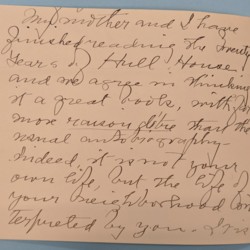 My mother and I have
finished reading the Twenty
Years of Hull House
and we agree in thinking
it a great book, with far
more raison d'être than the
usual autobiography.
Indeed, it is not your
own life, but the life of
your neighborhood in-
terpreted by you.